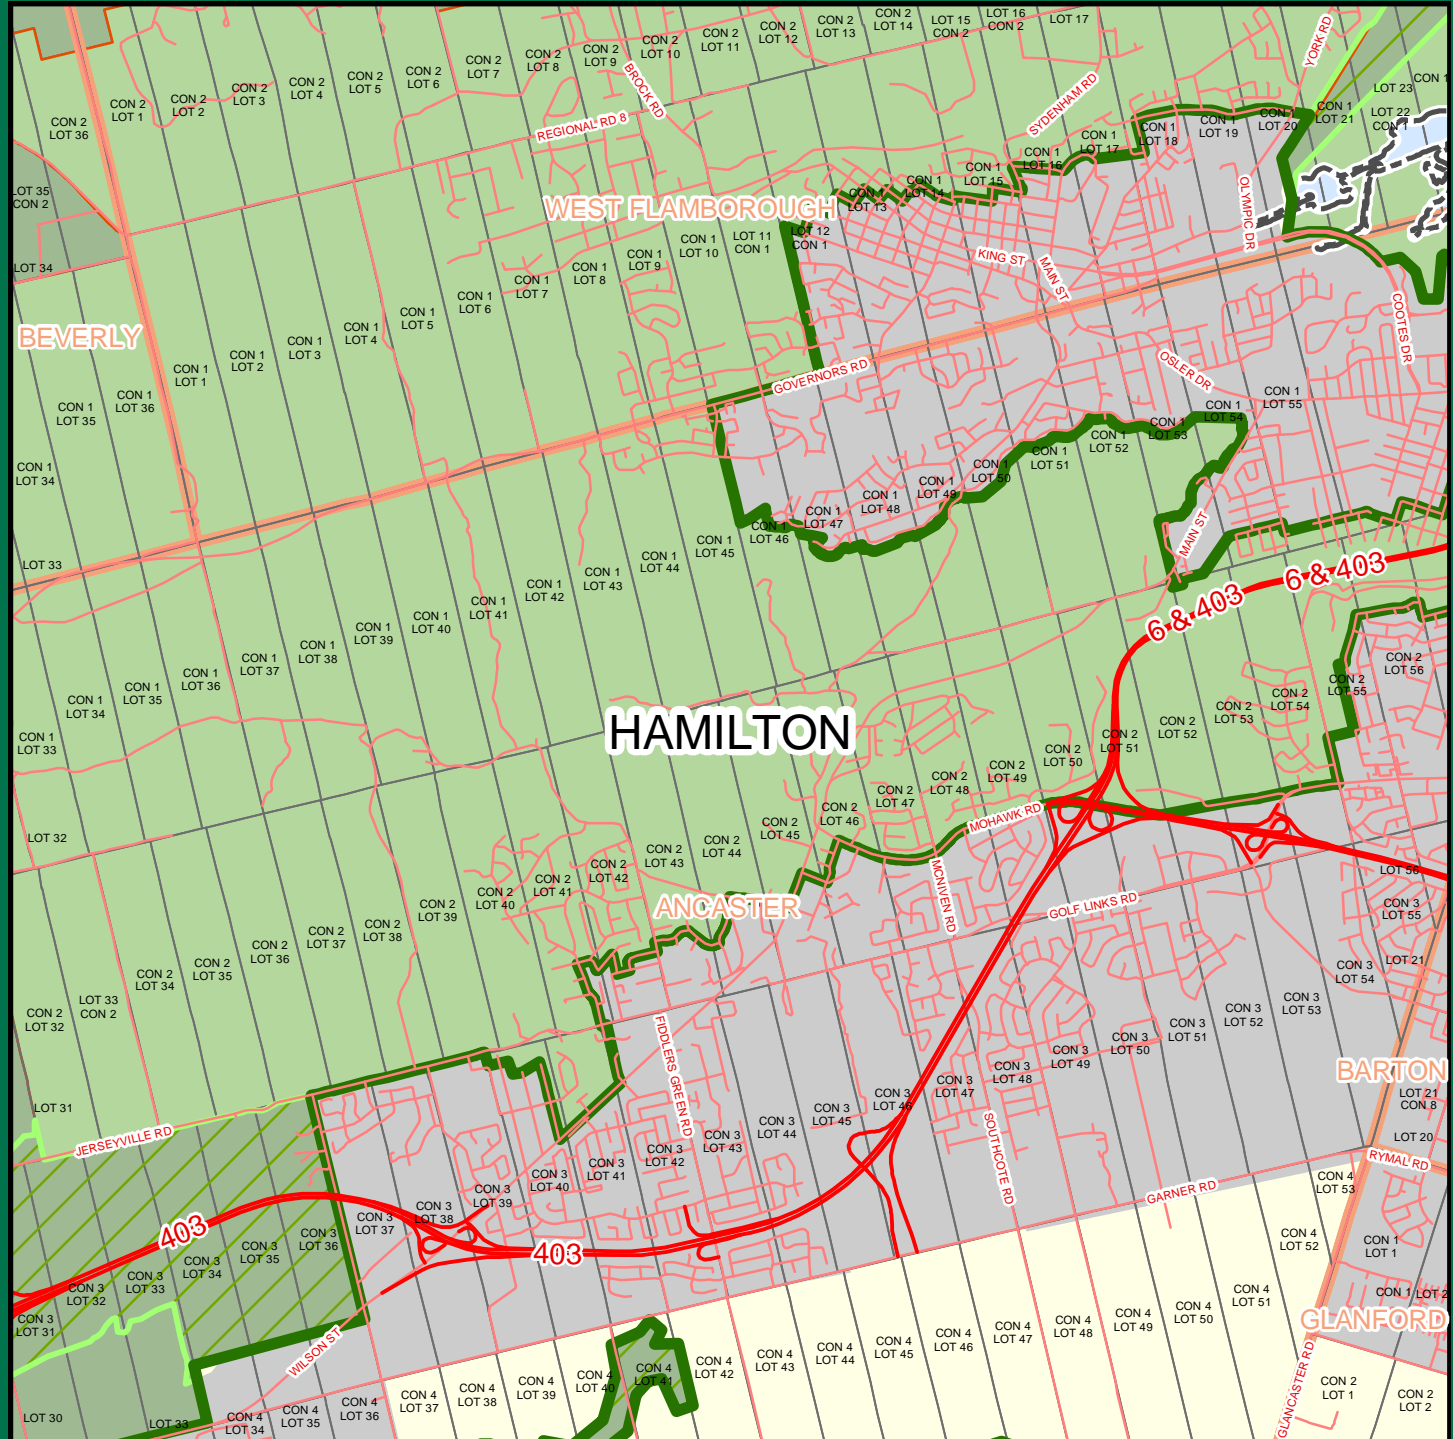 CON 2
LOT 36
CON 2
LOT 1
CON 2
LOT 2
CON 2
LOT 3
CON 2
LOT 4
CON 2
LOT 5
CON 2
LOT 6
CON 2
LOT 7
CON 2
LOT 8
CON 2
LOT 9
CON 2
LOT 10
CON 2
LOT 11
CON 2
LOT 12
CON 2
LOT 13
CON 2
LOT 14
LOT 15
CON 2
LOT 16
CON 2
LOT 17
YORK RD
LOT 23
CON 1
LOT 22
CON 1
CON 1
LOT 21
CON 1
LOT 20
CON 1
LOT 19
CON 1
LOT 18
CON 1
LOT 17
CON 1
LOT 16
CON 1
LOT 15
CON 1
LOT 14
CON 1
LOT 13
LOT 12
CON 1
LOT 11
CON 1
CON 1
LOT 10
CON 1
LOT 9
CON 1
LOT 8
CON 1
LOT 7
CON 1
LOT 6
CON 1
LOT 5
CON 1
LOT 4
CON 1
LOT 3
CON 1
LOT 2
CON 1
LOT 1
CON 1
LOT 36
CON 1
LOT 35
CON 1
LOT 34
LOT 35
CON 2
LOT 34
BROCK RD
REGIONAL RD 8
SYDENHAM RD
OLYMPIC DR
WEST FLAMBOROUGH
KING ST
MAIN ST
COOTES DR
BEVERLY
GOVERNORS RD
OSLER DR
CON 1
LOT 55
CON 1
LOT 54
CON 1
LOT 53
CON 1
LOT 52
CON 1
LOT 51
CON 1
LOT 50
CON 1
LOT 49
CON 1
LOT 48
CON 1
LOT 47
CON 1
LOT 46
CON 1
LOT 45
CON 1
LOT 44
CON 1
LOT 43
CON 1
LOT 42
CON 1
LOT 41
CON 1
LOT 40
CON 1
LOT 39
CON 1
LOT 38
CON 1
LOT 37
CON 1
LOT 36
CON 1
LOT 35
CON 1
LOT 34
CON 1
LOT 33
LOT 33
MAIN ST
6 & 403
6 & 403
HAMILTON
CON 2
LOT 56
CON 2
LOT 55
CON 2
LOT 54
CON 2
LOT 53
CON 2
LOT 52
CON 2
LOT 51
CON 2
LOT 50
CON 2
LOT 49
CON 2
LOT 48
CON 2
LOT 47
CON 2
LOT 46
CON 2
LOT 45
CON 2
LOT 44
CON 2
LOT 43
CON 2
LOT 42
CON 2
LOT 41
CON 2
LOT 40
CON 2
LOT 39
CON 2
LOT 38
CON 2
LOT 37
CON 2
LOT 36
CON 2
LOT 35
CON 2
LOT 34
LOT 33
CON 2
CON 2
LOT 32
LOT 32
LOT 31
MOHAWK RD
MCNIVEN RD
GOLF LINKS RD
ANCASTER
LOT 56
CON 3
LOT 55
LOT 21
CON 3
LOT 54
CON 3
LOT 53
CON 3
LOT 52
CON 3
LOT 51
CON 3
LOT 50
CON 3
LOT 49
CON 3
LOT 48
CON 3
LOT 47
CON 3
LOT 46
CON 3
LOT 45
CON 3
LOT 44
CON 3
LOT 43
CON 3
LOT 42
CON 3
LOT 41
CON 3
LOT 40
CON 3
LOT 39
CON 3
LOT 38
CON 3
LOT 37
CON 3
LOT 36
CON 3
LOT 35
CON 3
LOT 34
CON 3
LOT 33
CON 3
LOT 32
CON 3
LOT 31
FIDDLERS GREEN RD
SOUTHCOTE RD
BARTON
LOT 21
CON 8
LOT 20
RYMAL RD
JERSEYVILLE RD
GARNER RD
403
403
CON 4
LOT 53
CON 4
LOT 52
CON 4
LOT 51
CON 4
LOT 50
CON 4
LOT 49
CON 4
LOT 48
CON 4
LOT 47
CON 4
LOT 46
CON 4
LOT 45
CON 4
LOT 44
CON 4
LOT 43
CON 4
LOT 42
CON 4
LOT 41
CON 4
LOT 40
CON 4
LOT 39
CON 4
LOT 38
CON 4
LOT 37
CON 4
LOT 36
CON 4
LOT 35
CON 4
LOT 34
LOT 33
LOT 30
WILSON ST
CON 1
LOT 1
CON 1
LOT 2
GLANFORD
GLANCASTER RD
CON 2
LOT 1
CON 2
LOT 2